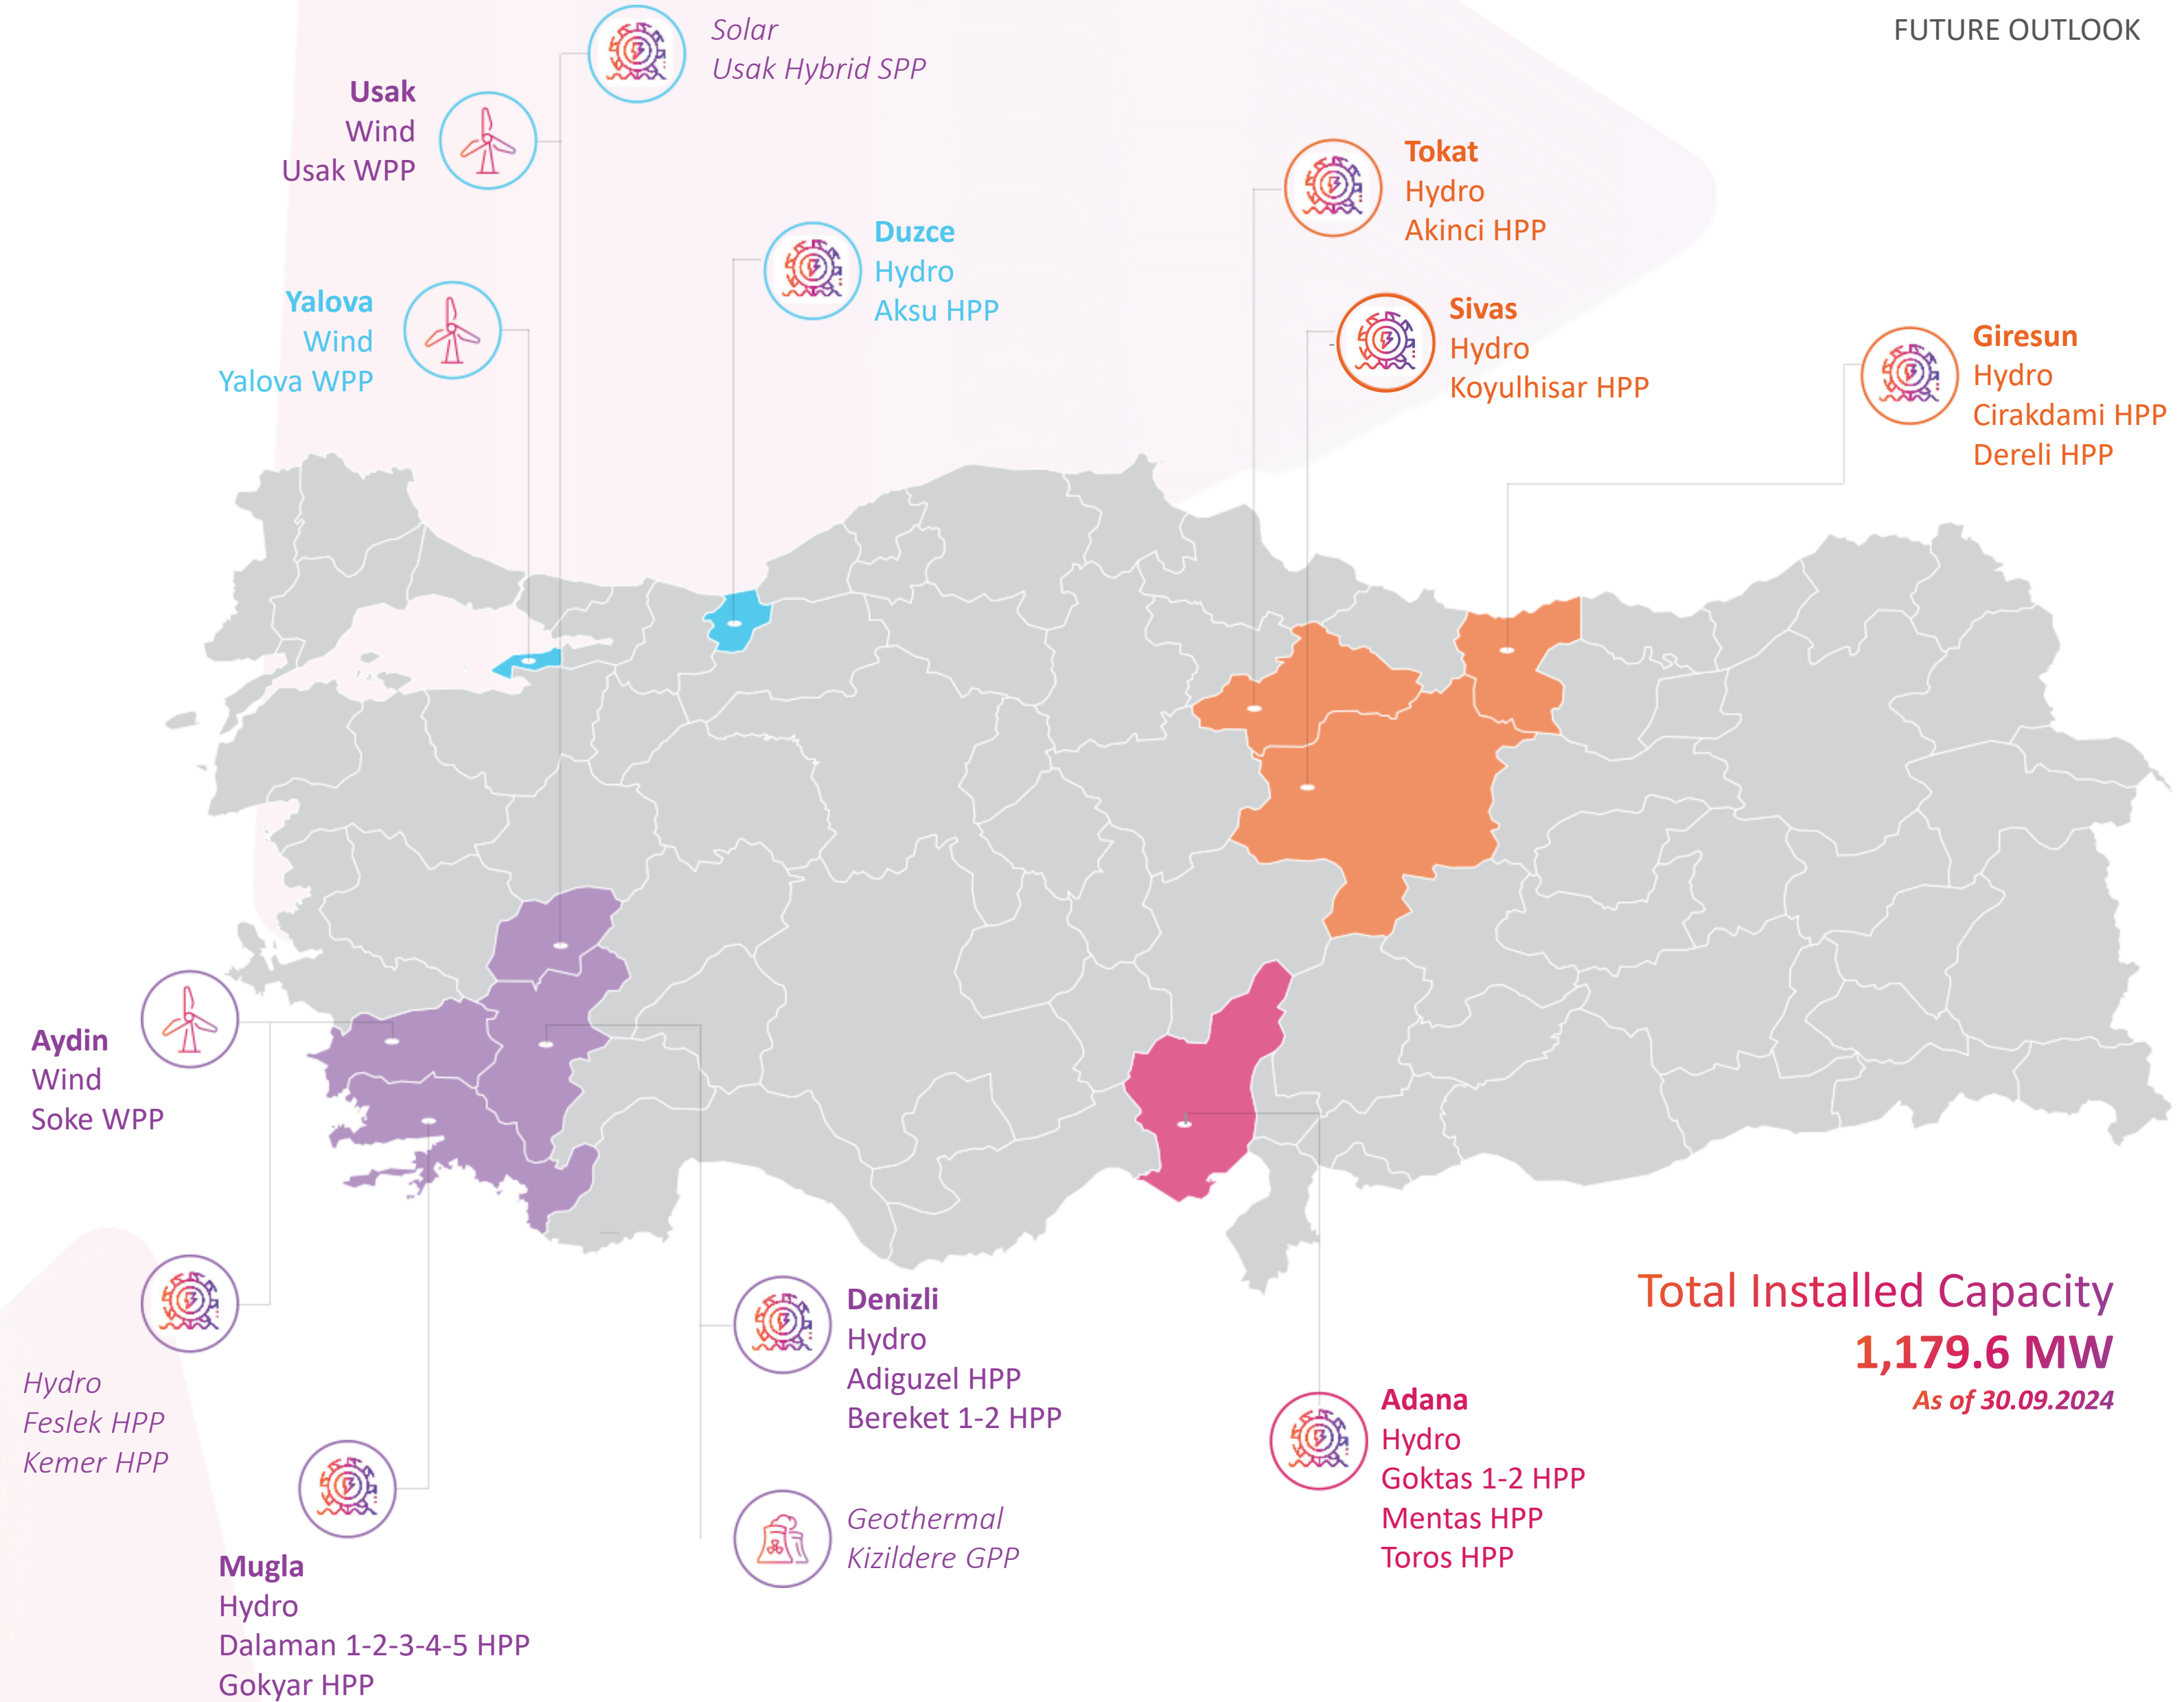 FUTURE OUTLOOK
Solar
Usak Hybrid SPP
Usak
Wind
Usak WPP
Yalova
Wind
Yalova WPP
Duzce
Hydro
Aksu HPP
Tokat
Hydro
Akinci HPP
Sivas
Hydro
Koyulhisar HPP
Giresun
Hydro
Cirakdami HPP
Dereli HPP
Aydin
Wind
Soke WPP
Hydro
Feslek HPP
Kemer HPP
Mugla
Hydro
Dalaman 1-2-3-4-5 HPP
Gokyar HPP
Denizli
Hydro
Adiguzel HPP
Bereket 1-2 HPP
Geothermal
Kizildere GPP
Adana
Hydro
Goktas 1-2 HPP
Mentas HPP
Toros HPP
Total Installed Capacity
1,179.6 MW
As of 30.09.2024